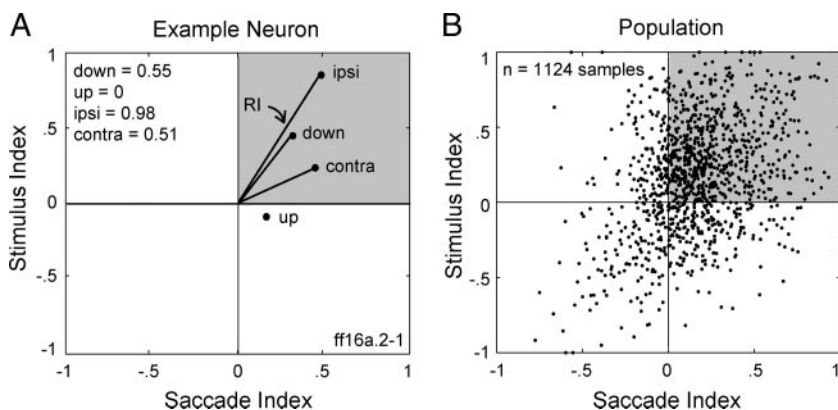 A
Example Neuron
down = 0.55
up = 0
ipsi = 0.98
contra = 0.51
RI
ipsi
down
contra
up
ff16a.2-1
1
.5
0
-.5
-1
Stimulus Index
-1
-.5
0
.5
1
Saccade Index
B
Population
n = 1124 samples
1
.5
0
-.5
-1
Stimulus Index
-1
-.5
0
.5
1
Saccade Index